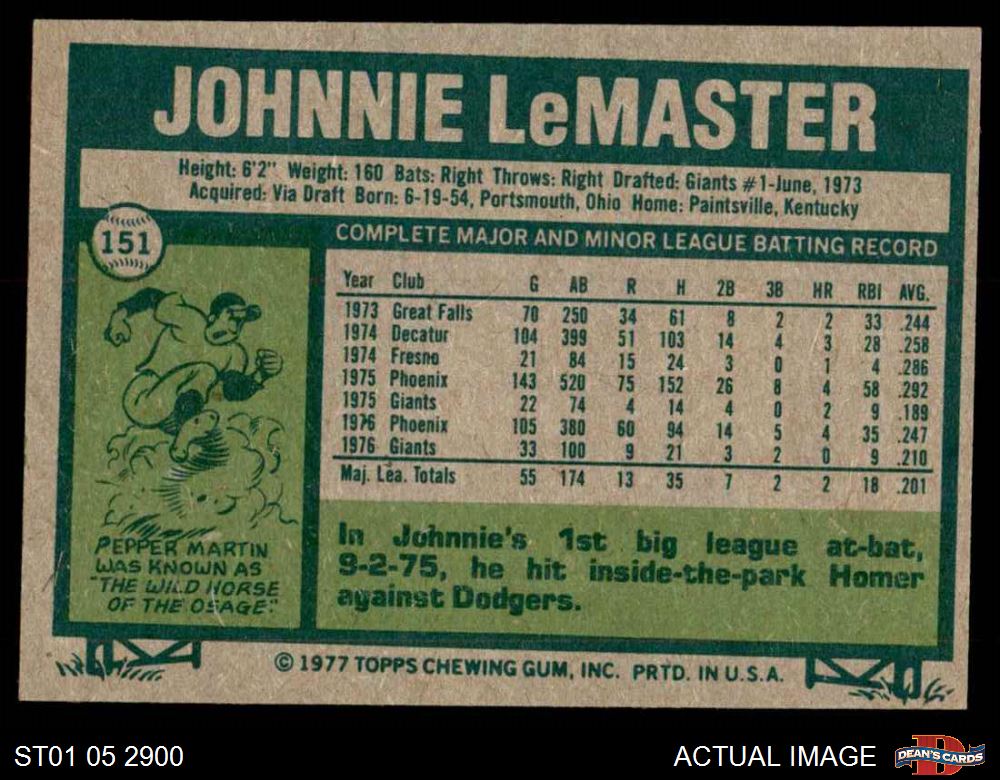 JOHNNIE LeMASTER
Height: 6'2" Weight: 160 Bats: Right Throws: Right Drafted: Giants #1-June, 1973
Acquired: Via Draft Born: 6-19-54, Portsmouth, Ohio Home: Paintsville, Kentucky
151
COMPLETE MAJOR AND MINOR LEAGUE BATTING RECORD
Year Club G AB R H 2B 3B HR RBI AVG.
1973 Great Falls 70 250 34 61 8 2 2 33 .244
1974 Decatur 104 399 51 103 14 4 3 28 .258
1974 Fresno 21 84 15 24 3 0 1 4 .286
1975 Phoenix 143 520 75 152 26 8 4 58 .292
1975 Giants 22 74 4 14 4 0 2 9 .189
1976 Phoenix 105 380 60 94 14 5 4 35 .247
1976 Giants 33 100 9 21 3 2 0 9 .210
Maj. Lea. Totals 55 174 13 35 7 2 2 18 .201
PEPPER MARTIN
WAS KNOWN AS
"THE WILD HORSE
OF THE OSAGE."
In Johnnie's 1st big league at-bat,
9-2-75, he hit inside-the-park Homer
against Dodgers.
© 1977 TOPPS CHEWING GUM, INC. PRTD. IN U.S.A.
ST01 05 2900
ACTUAL IMAGE
D
DEAN'S CARDS